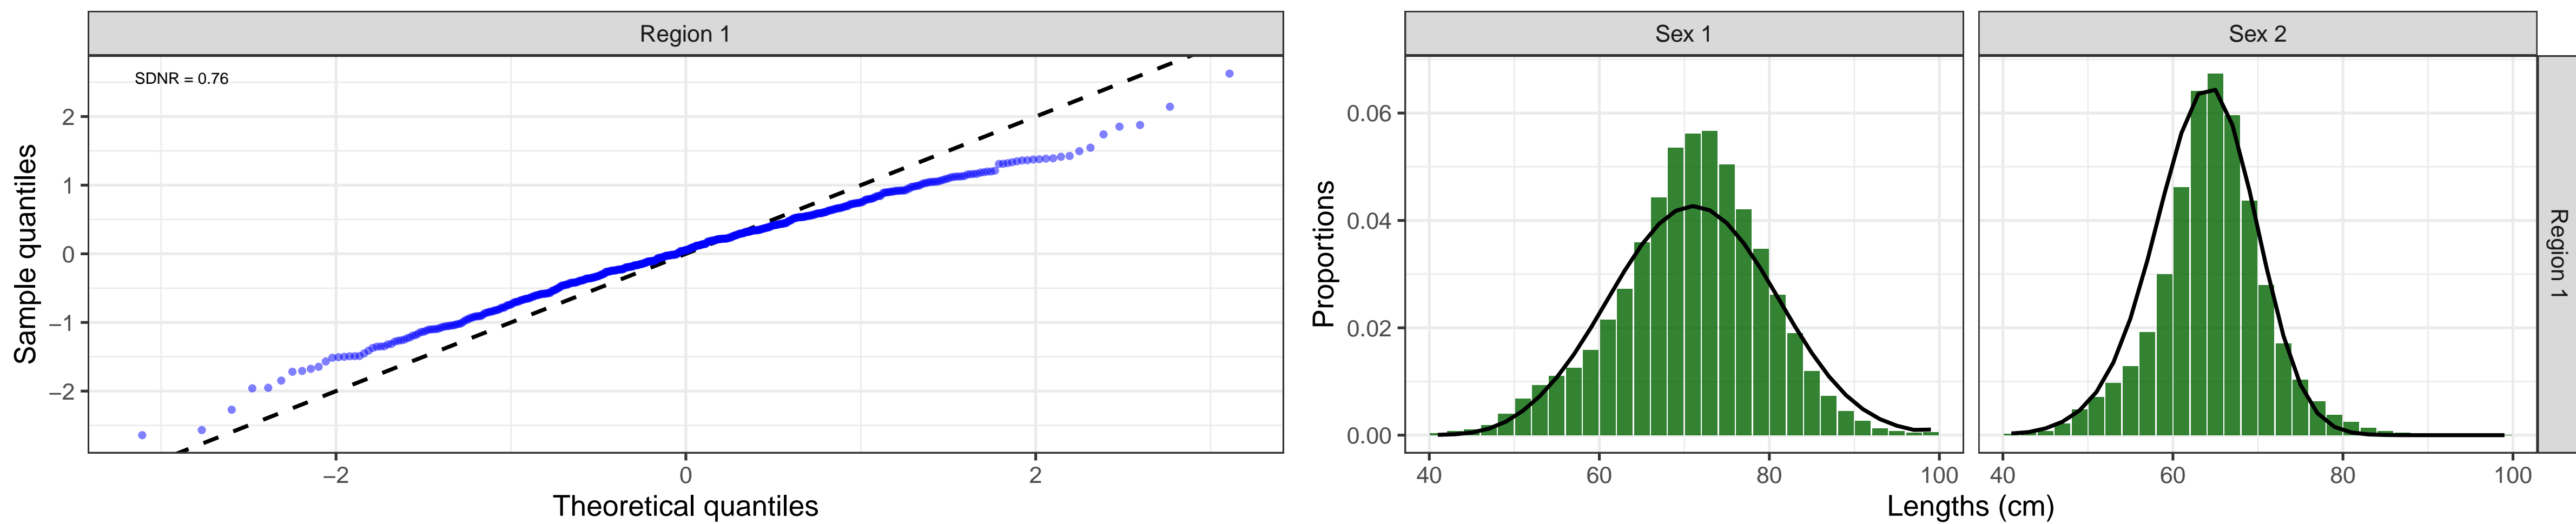 Region 1
SDNR = 0.76
Sample quantiles
2
1
0
−1
−2
−2 0 2
Theoretical quantiles
Sex 1 Sex 2
Region 1
Proportions
0.06
0.04
0.02
0.00
40 60 80 100 40 60 80 100
Lengths (cm)